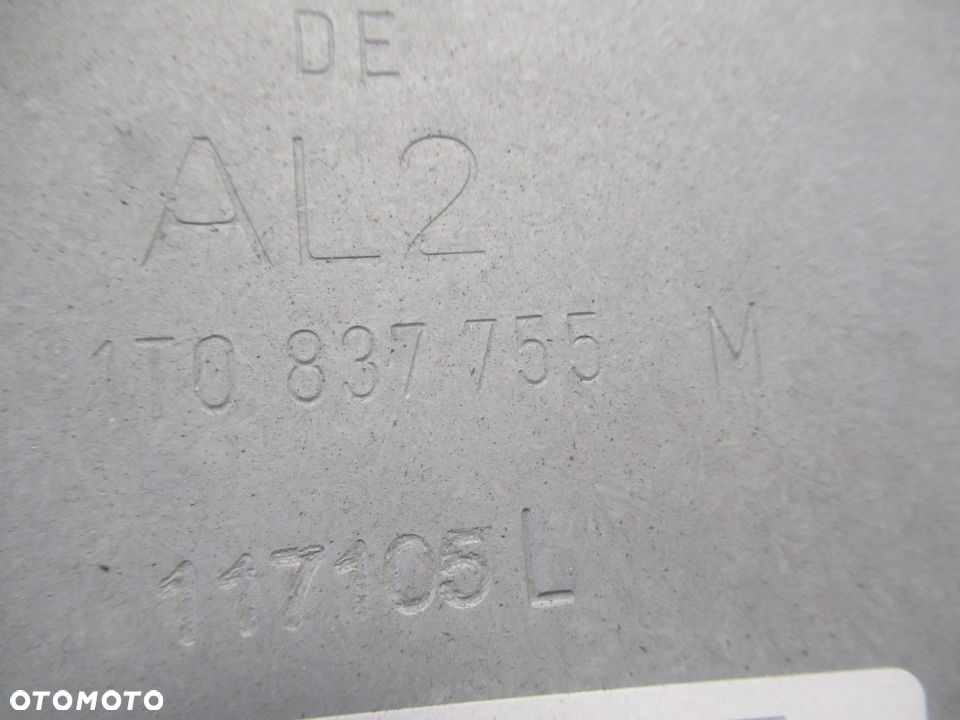 DE
AL2
1T0 837 755 M
117105 L
OTOMOTO